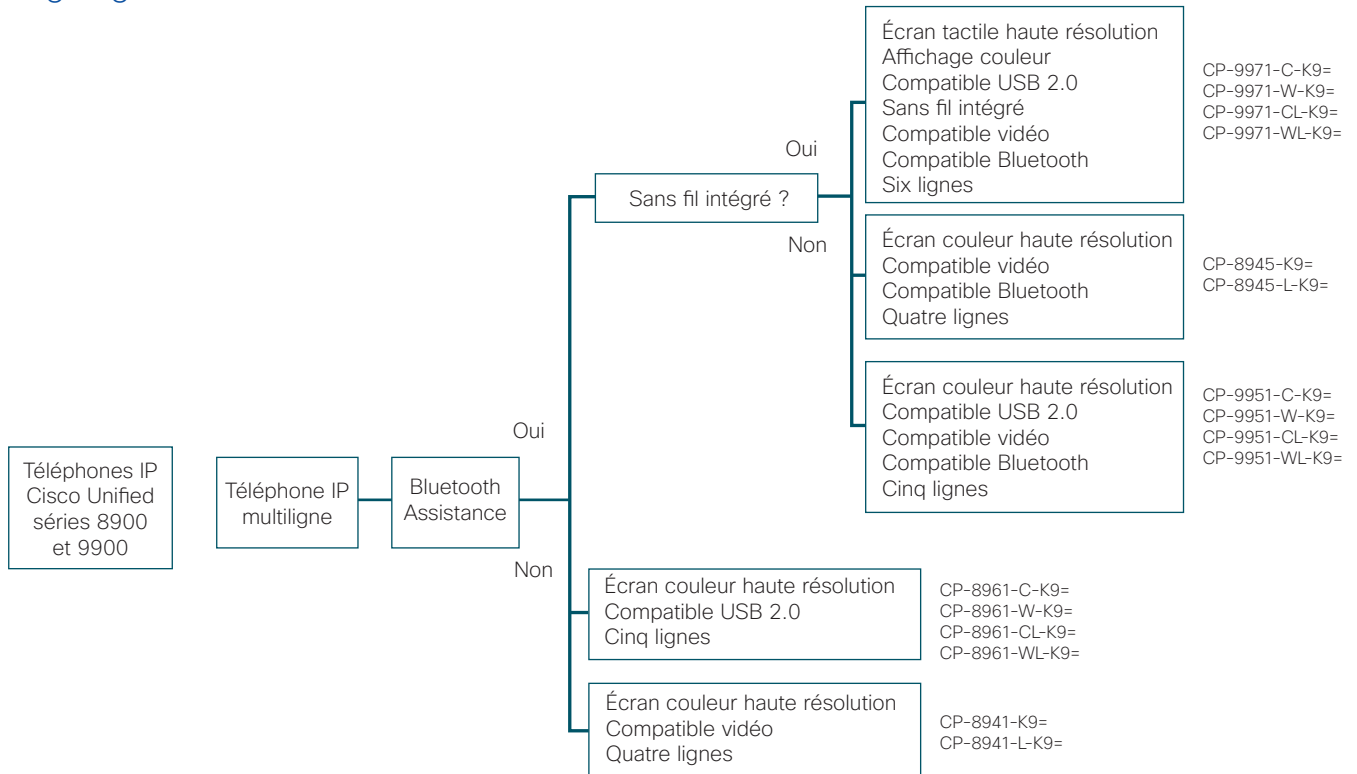 Téléphones IP
Cisco Unified
séries 8900
et 9900
Téléphone IP
multiligne
Bluetooth
Assistance
Oui
Non
Sans fil intégré ?
Oui
Non
Écran tactile haute résolution
Affichage couleur
Compatible USB 2.0
Sans fil intégré
Compatible vidéo
Compatible Bluetooth
Six lignes
CP-9971-C-K9=
CP-9971-W-K9=
CP-9971-CL-K9=
CP-9971-WL-K9=
Écran couleur haute résolution
Compatible vidéo
Compatible Bluetooth
Quatre lignes
CP-8945-K9=
CP-8945-L-K9=
Écran couleur haute résolution
Compatible USB 2.0
Compatible vidéo
Compatible Bluetooth
Cinq lignes
CP-9951-C-K9=
CP-9951-W-K9=
CP-9951-CL-K9=
CP-9951-WL-K9=
Écran couleur haute résolution
Compatible USB 2.0
Cinq lignes
CP-8961-C-K9=
CP-8961-W-K9=
CP-8961-CL-K9=
CP-8961-WL-K9=
Écran couleur haute résolution
Compatible vidéo
Quatre lignes
CP-8941-K9=
CP-8941-L-K9=